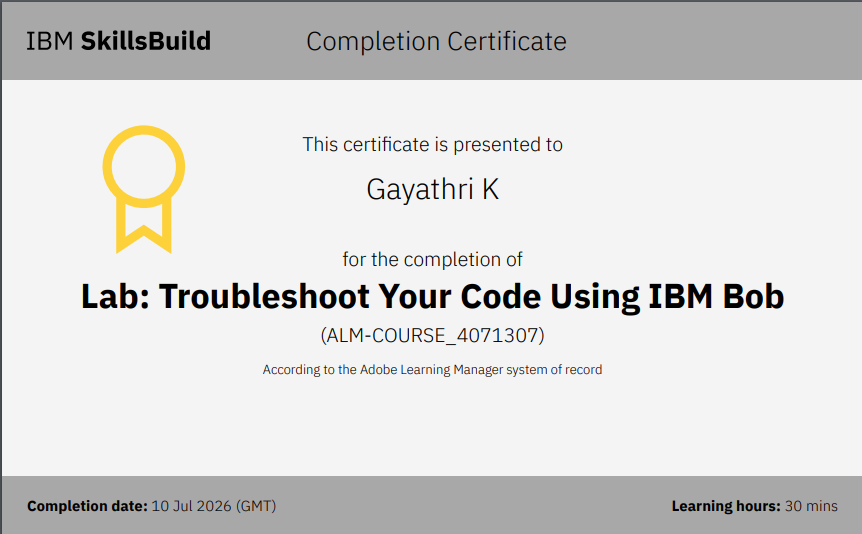 IBM SkillsBuild
Completion Certificate
This certificate is presented to
Gayathri K
for the completion of
Lab: Troubleshoot Your Code Using IBM Bob
(ALM-COURSE_4071307)
According to the Adobe Learning Manager system of record
Completion date: 10 Jul 2026 (GMT)
Learning hours: 30 mins